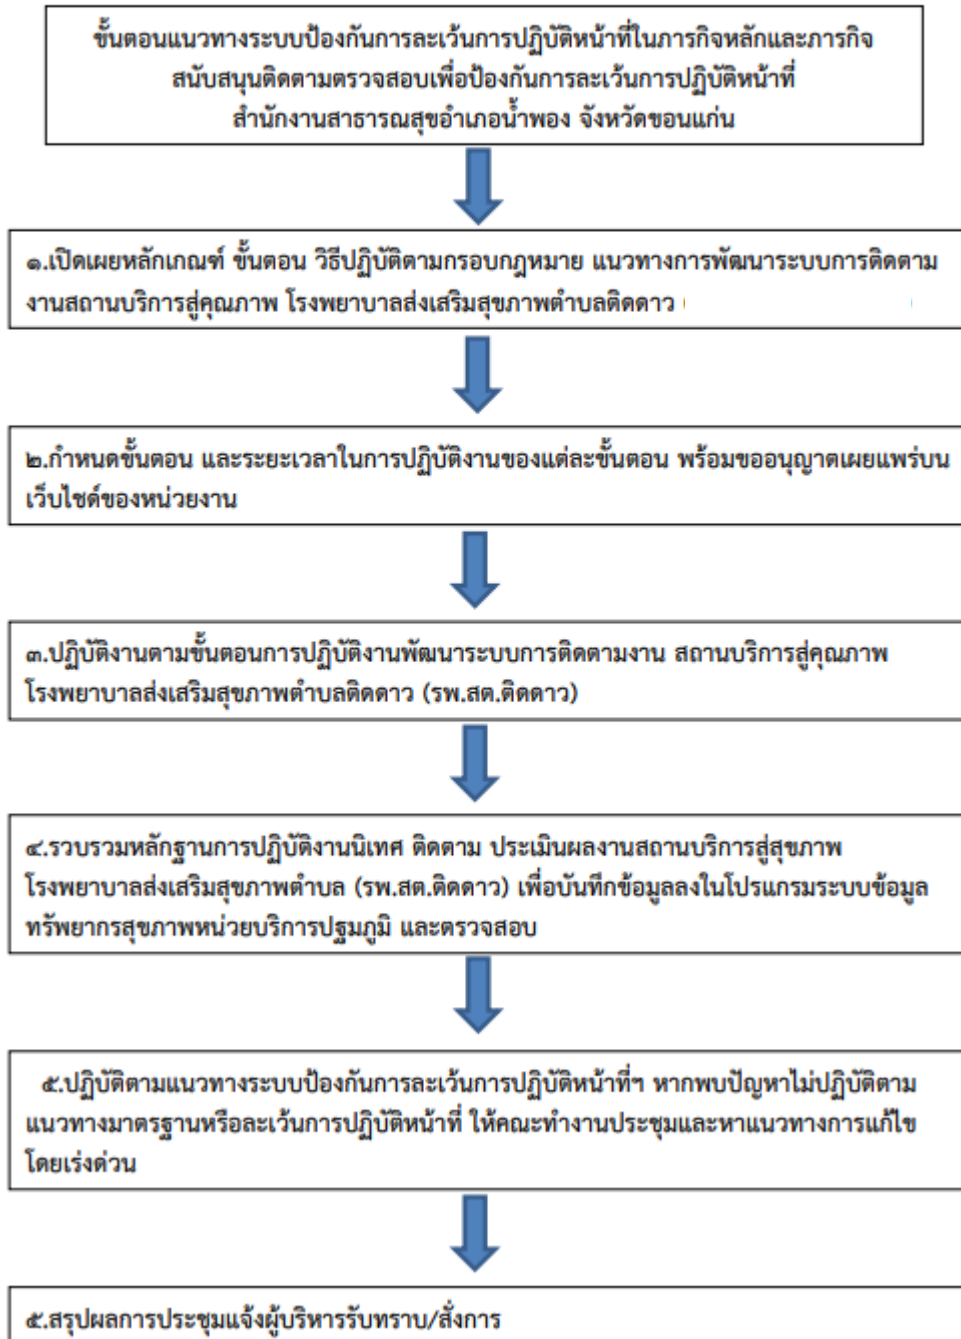 ขั้นตอนแนวทางระบบป้องกันการละเว้นการปฏิบัติหน้าที่ในภารกิจหลักและภารกิจ
สนับสนุนติดตามตรวจสอบเพื่อป้องกันการละเว้นการปฏิบัติหน้าที่
สำนักงานสาธารณสุขอำเภอน้ำพอง จังหวัดขอนแก่น
๑.เปิดเผยหลักเกณฑ์ ขั้นตอน วิธีปฏิบัติตามกรอบกฎหมาย แนวทางการพัฒนาระบบการติดตาม
งานสถานบริการสู่คุณภาพ โรงพยาบาลส่งเสริมสุขภาพตำบลติดดาว (
๒.กำหนดขั้นตอน และระยะเวลาในการปฏิบัติงานของแต่ละขั้นตอน พร้อมขออนุญาตเผยแพร่บน
เว็บไซด์ของหน่วยงาน
๓.ปฏิบัติงานตามขั้นตอนการปฏิบัติงานพัฒนาระบบการติดตามงาน สถานบริการสู่คุณภาพ
โรงพยาบาลส่งเสริมสุขภาพตำบลติดดาว (รพ.สต.ติดดาว)
๔.รวบรวมหลักฐานการปฏิบัติงานนิเทศ ติดตาม ประเมินผลงานสถานบริการสู่สุขภาพ
โรงพยาบาลส่งเสริมสุขภาพตำบล (รพ.สต.ติดดาว) เพื่อบันทึกข้อมูลลงในโปรแกรมระบบข้อมูล
ทรัพยากรสุขภาพหน่วยบริการปฐมภูมิ และตรวจสอบ
๕.ปฏิบัติตามแนวทางระบบป้องกันการละเว้นการปฏิบัติหน้าที่ฯ หากพบปัญหาไม่ปฏิบัติตาม
แนวทางมาตรฐานหรือละเว้นการปฏิบัติหน้าที่ ให้คณะทำงานประชุมและหาแนวทางการแก้ไข
โดยเร่งด่วน
๕.สรุปผลการประชุมแจ้งผู้บริหารรับทราบ/สั่งการ